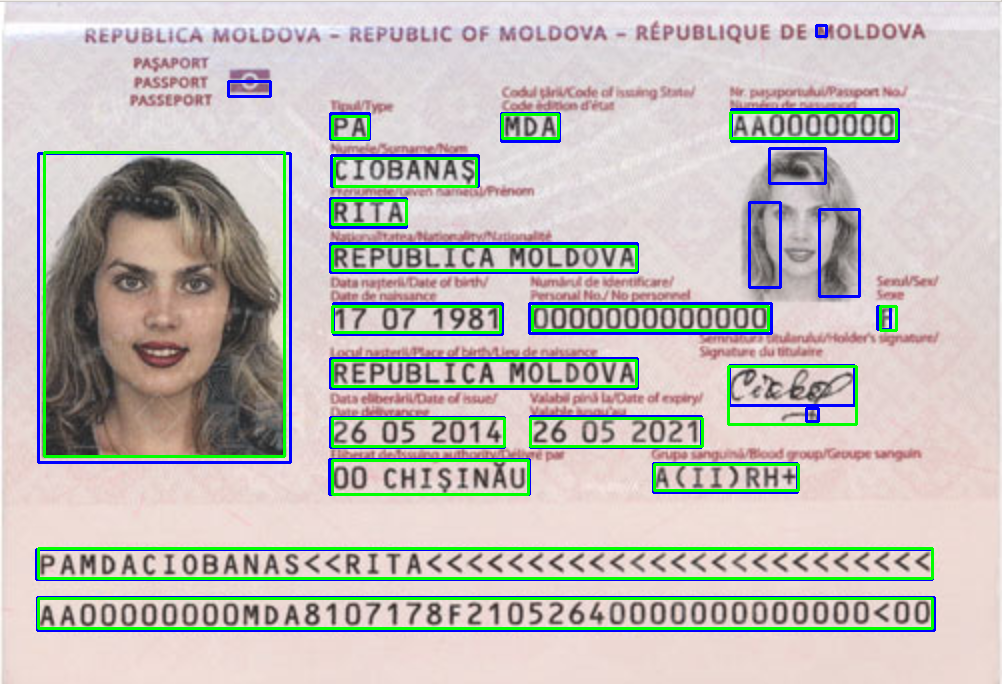 REPUBLICA MOLDOVA – REPUBLIC OF MOLDOVA – RÉPUBLIQUE DE MOLDOVA
PAŞAPORT
PASSPORT
PASSEPORT
Tipul/Type
Codul ţării/Code of issuing State/
Code édition d'état
Nr. paşaportului/Passport No./
Numéro de passeport
PA
MDA
AA0000000
Numele/Surname/Nom
CIOBANAŞ
Prenumele/Given name(s)/Prénom
RITA
Naţionalitatea/Nationality/Nationalité
REPUBLICA MOLDOVA
Data naşterii/Date of birth/
Date de naissance
Numărul de identificare/
Personal No./ No personnel
Sexul/Sex/
Sexe
17 07 1981
0000000000000
F
Locul naşterii/Place of birth/Lieu de naissance
Semnătura titularului/Holder's signature/
Signature du titulaire
REPUBLICA MOLDOVA
Data eliberării/Date of issue/
Date délivrancee
Valabil pînă la/Date of expiry/
Valable jusqu'au
26 05 2014
26 05 2021
Eliberat de/Issuing authority/Délivré par
Grupa sanguină/Blood group/Groupe sanguin
00 CHIŞINĂU
A(II)RH+
PAMDACIOBANAS<<RITA<<<<<<<<<<<<<<<<<<<<<<<<<
AA00000000MDA8107178F21052640000000000000<00